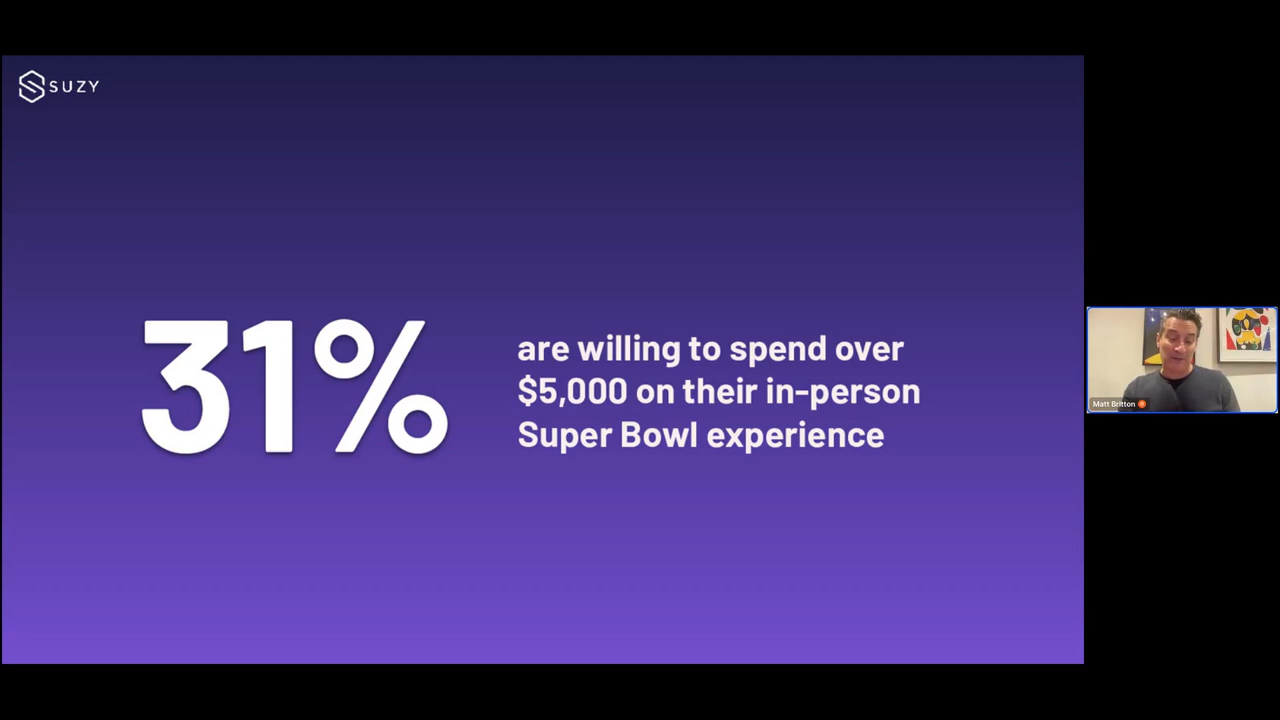 SUZY
31%
are willing to spend over
$5,000 on their in-person
Super Bowl experience
Matt Britton